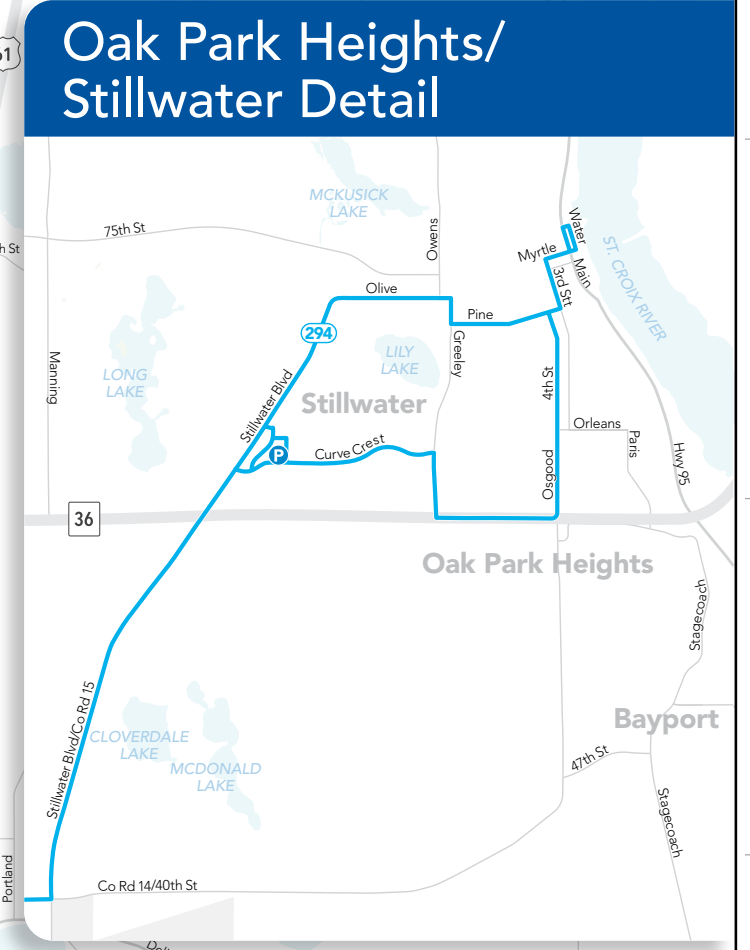 Oak Park Heights/
Stillwater Detail
MCKUSICK
LAKE
75th St
Owens
Water
Myrtle
Main
3rd Stt
ST. CROIX RIVER
Olive
Pine
294
Greeley
LILY
LAKE
Manning
LONG
LAKE
Stillwater Blvd
Stillwater
4th St
Orleans
Paris
P
Curve Crest
Osgood
Hwy 95
36
Oak Park Heights
Stagecoach
Stillwater Blvd/Co Rd 15
Bayport
CLOVERDALE
LAKE
MCDONALD
LAKE
47th St
Stagecoach
Portland
Co Rd 14/40th St